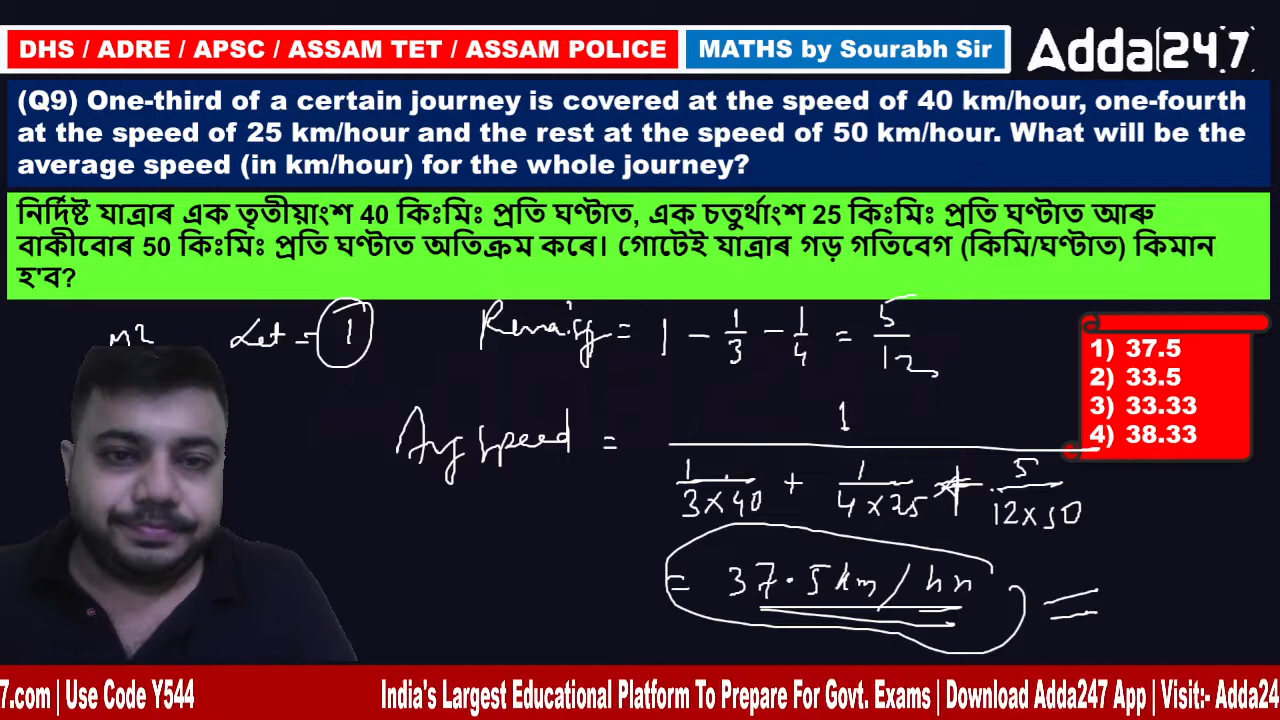 DHS / ADRE / APSC / ASSAM TET / ASSAM POLICE
MATHS by Sourabh Sir
Adda 247
(Q9) One-third of a certain journey is covered at the speed of 40 km/hour, one-fourth
at the speed of 25 km/hour and the rest at the speed of 50 km/hour. What will be the
average speed (in km/hour) for the whole journey?
নিৰ্দিষ্ট যাত্ৰাৰ এক তৃতীয়াংশ 40 কিঃমিঃ প্ৰতি ঘণ্টাত, এক চতুৰ্থাংশ 25 কিঃমিঃ প্ৰতি ঘণ্টাত আৰু
বাকীবোৰ 50 কিঃমিঃ প্ৰতি ঘণ্টাত অতিক্ৰম কৰে। গোটেই যাত্ৰাৰ গড় গতিবেগ (কিমি/ঘণ্টাত) কিমান
হ'ব?
M2 Let = 1 = 1 - 1/3 - 1/4 = 5/12
1) 37.5
2) 33.5
3) 33.33
4) 38.33
Avg speed = 1
1/3×40 + 1/4×25 + 5/12×50
= 37.5 km/hr =
7.com | Use Code Y544
India's Largest Educational Platform To Prepare For Govt. Exams | Download Adda247 App | Visit:- Adda24